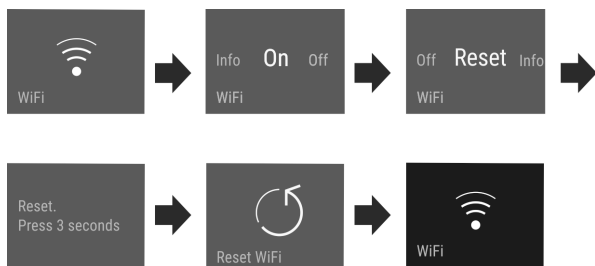 WiFi
Info On Off
WiFi
Off Reset Info
WiFi
Reset.
Press 3 seconds
Reset WiFi
WiFi